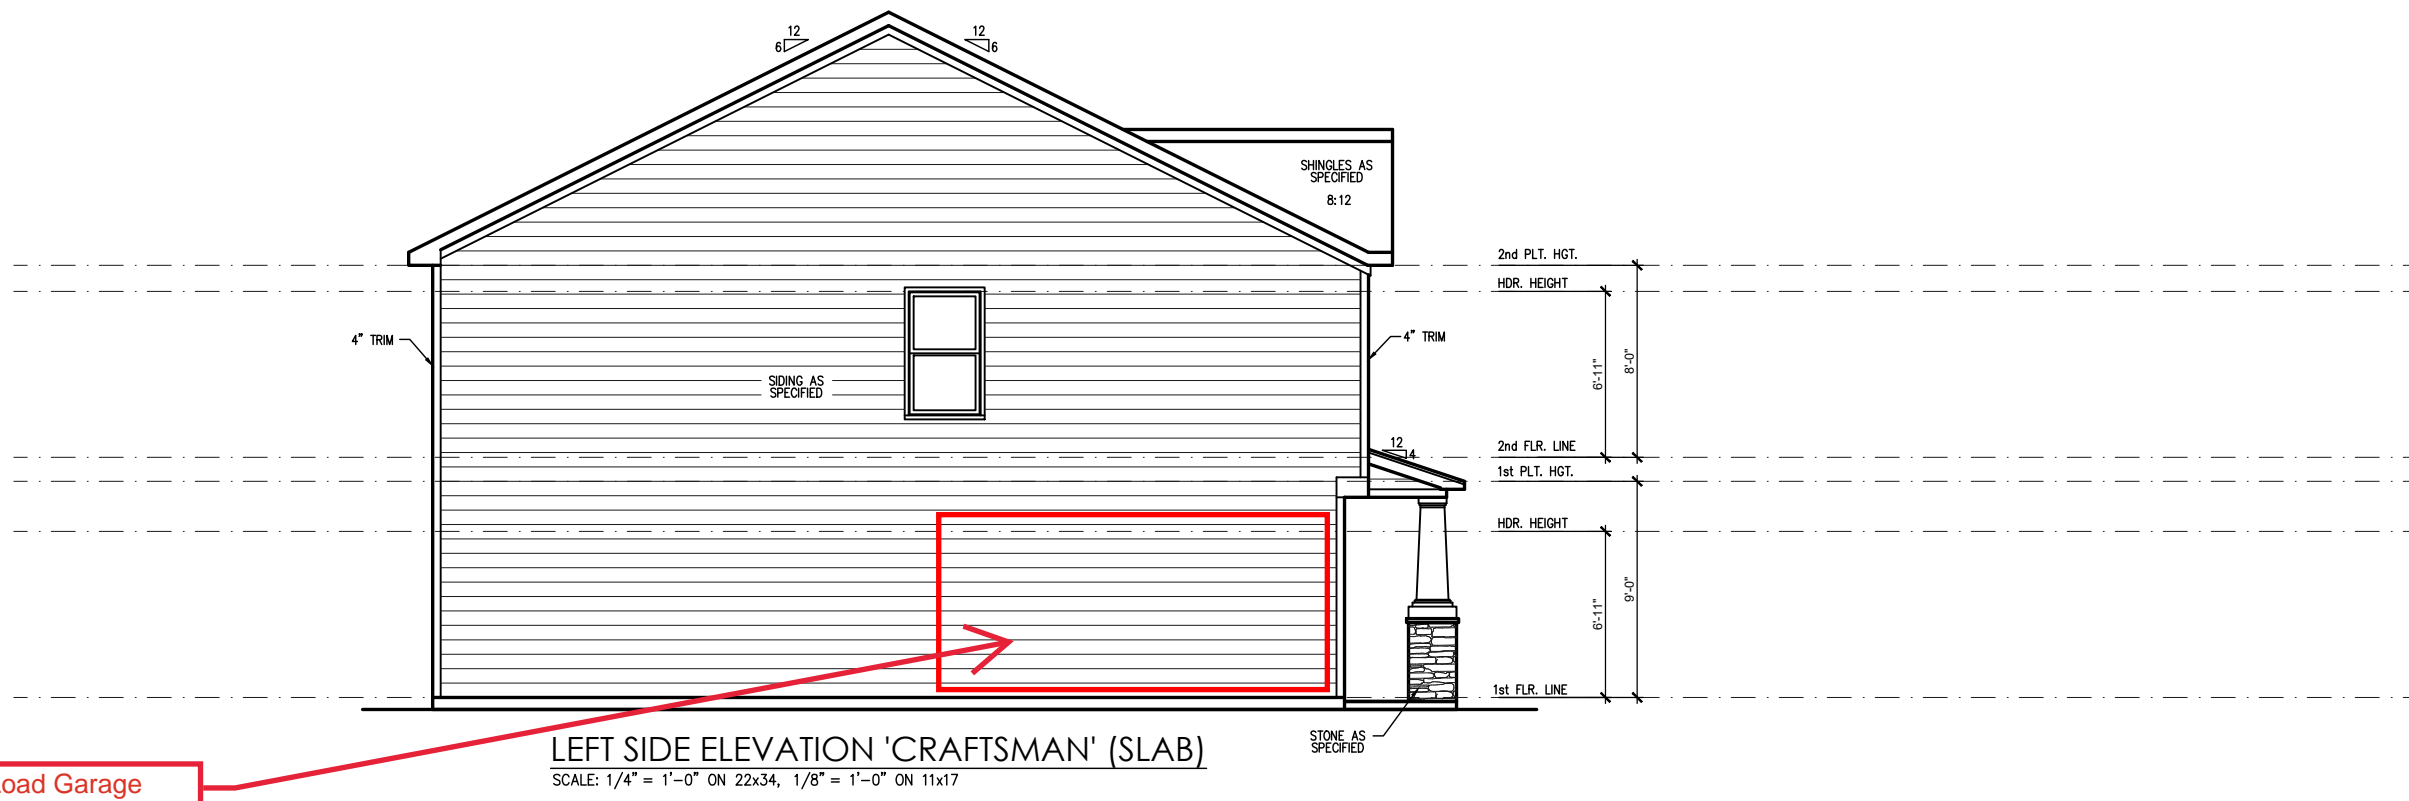 12
6
12
6
SHINGLES AS
SPECIFIED
8:12
2nd PLT. HGT.
HDR. HEIGHT
4" TRIM
4" TRIM
6'-11"
8'-0"
SIDING AS
SPECIFIED
12
4
2nd FLR. LINE
1st PLT. HGT.
HDR. HEIGHT
6'-11"
9'-0"
1st FLR. LINE
STONE AS
SPECIFIED
LEFT SIDE ELEVATION 'CRAFTSMAN' (SLAB)
SCALE: 1/4" = 1'-0" ON 22x34, 1/8" = 1'-0" ON 11x17
Garage